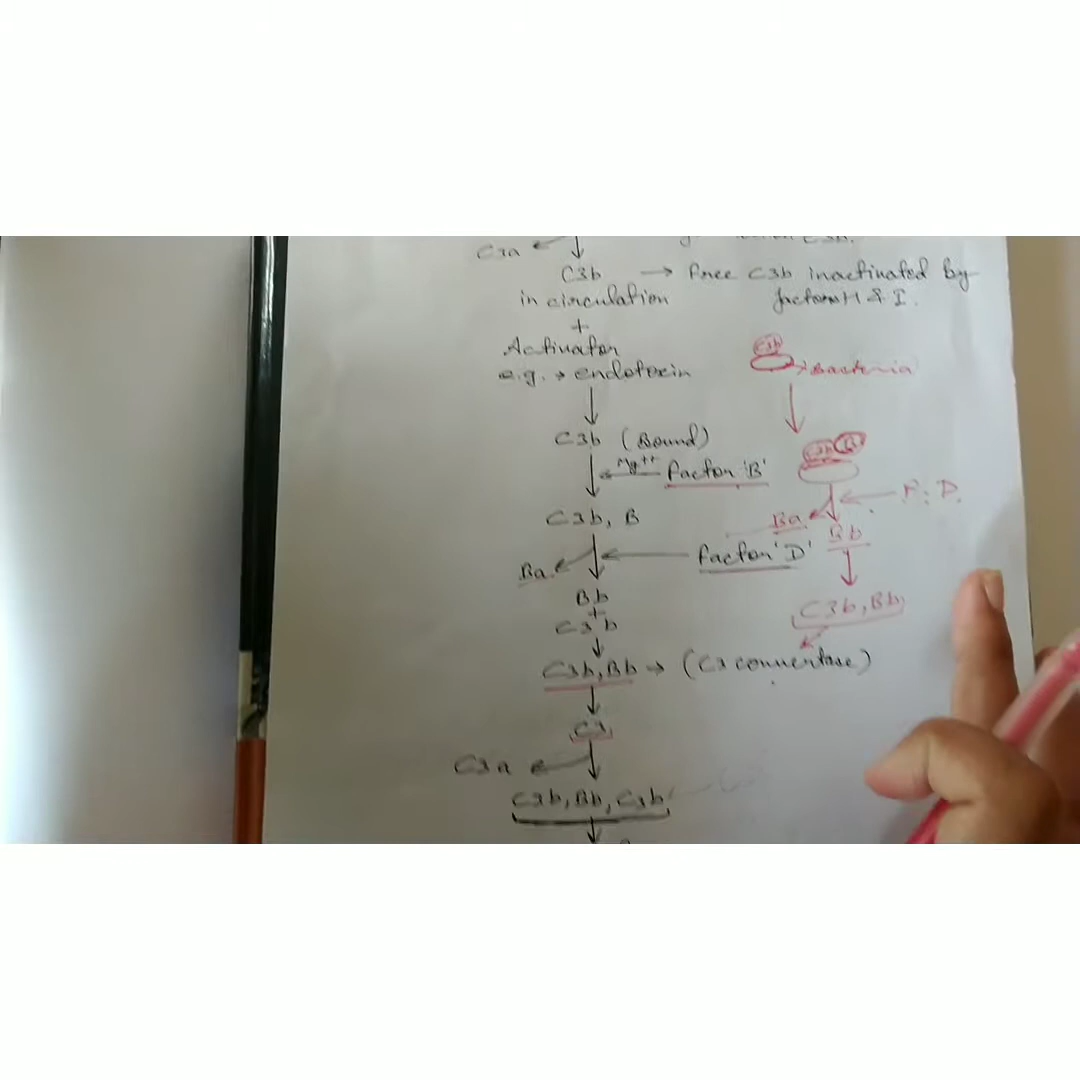 C3a
C3b → Free C3b inactivated by
in circulation factors H & I.
+
Activator
e.g. → endotoxin
C3b
Bacteria
C3b (Bound)
C3b B
Mg++ Factor 'B'
F. D.
C3b, B
Ba
Bb
Factor 'D'
Ba
Bb
+
C3b
C3b, Bb
C3b, Bb → (C3 convertase)
C3
C3a
C3b, Bb, C3b